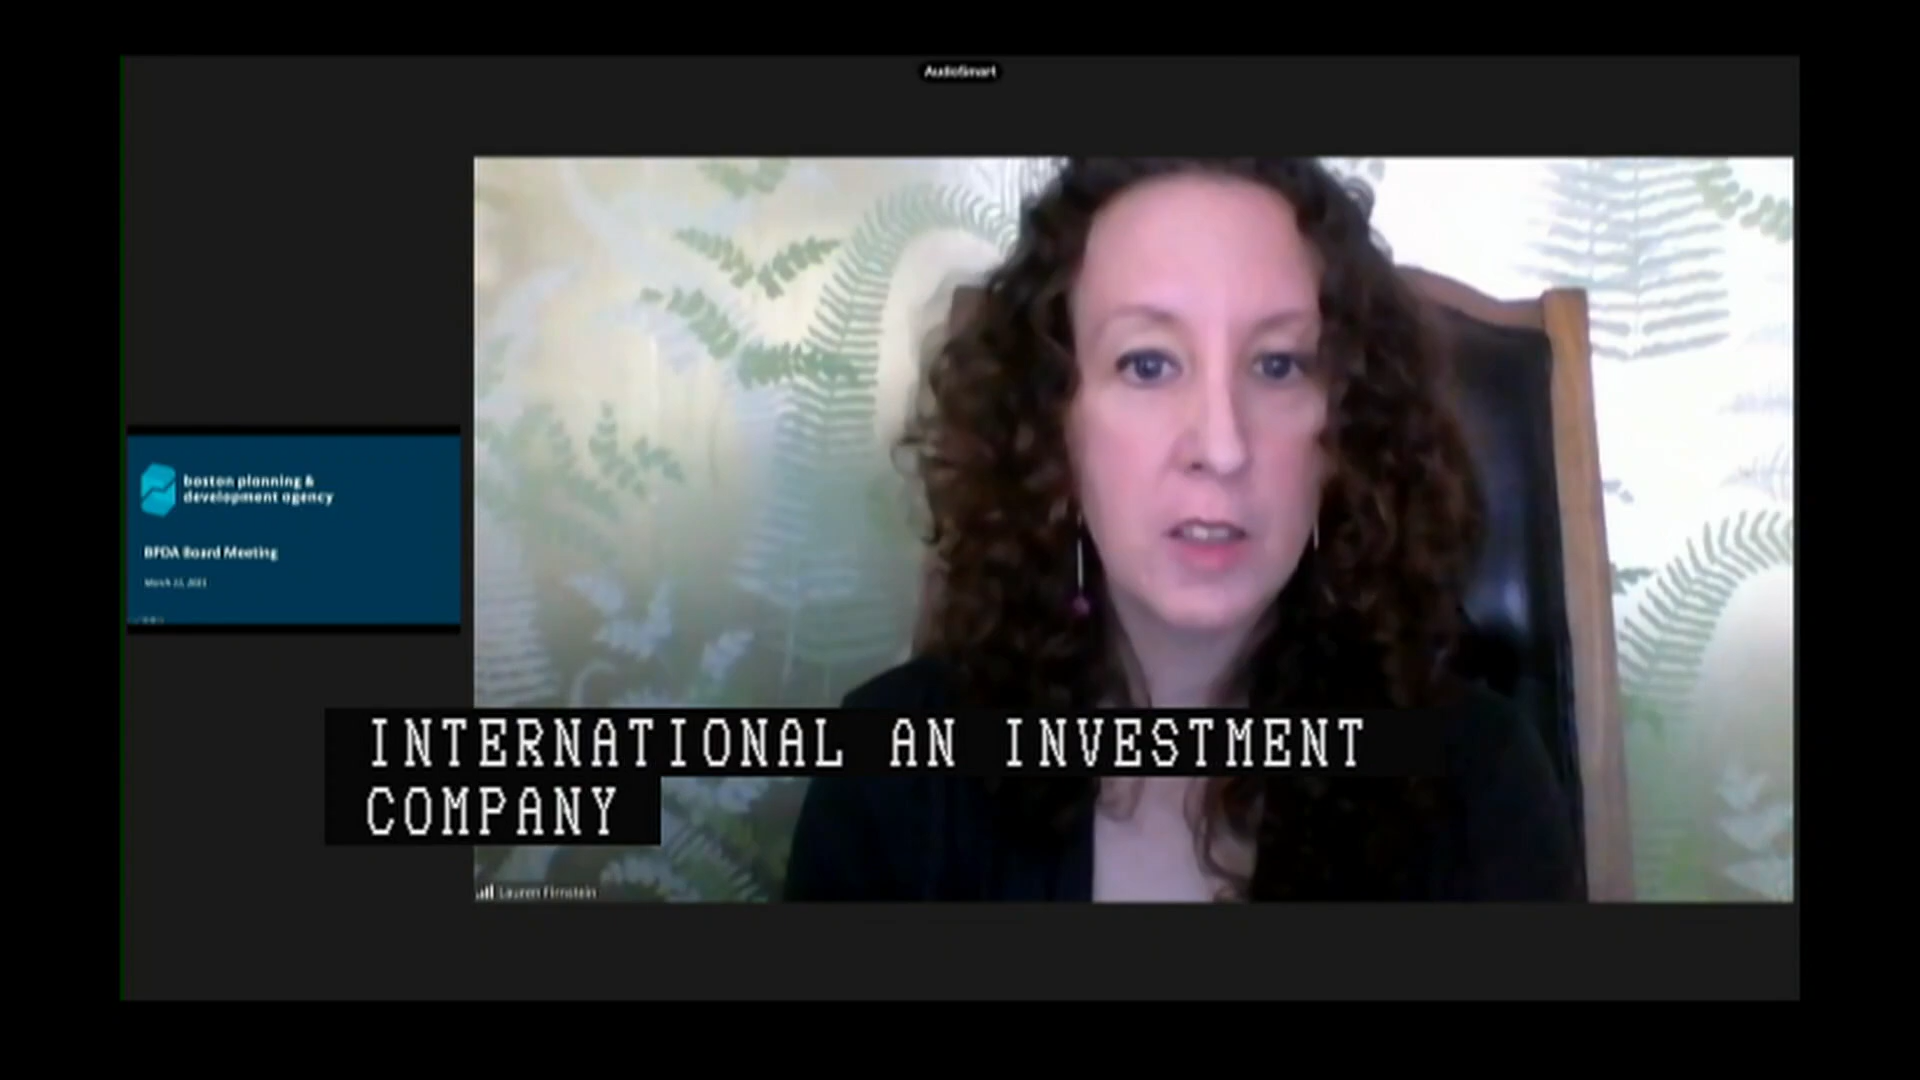 AudioSmart
boston planning &
development agency
BPDA Board Meeting
INTERNATIONAL AN INVESTMENT
COMPANY
Lauren Firnstein